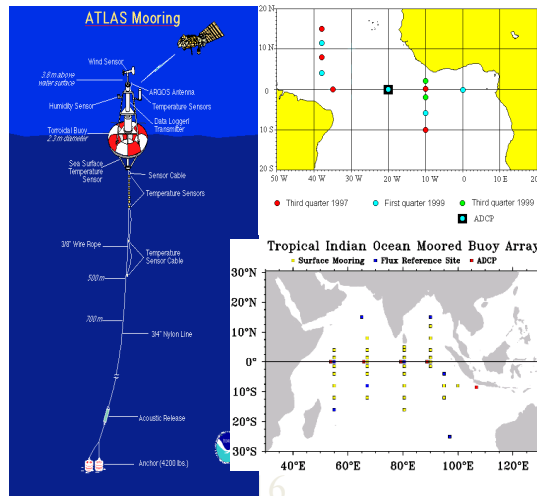 ATLAS Mooring
Wind Sensor
3.8 m above
water surface
ARGOS Antenna
Temperature Sensors
Humidity Sensor
Data Logger/
Transmitter
Torroidal Buoy
2.3 m diameter
Sea Surface
Temperature
Sensor
Sensor Cable
Temperature Sensors
3/8" Wire Rope
Temperature
Sensor Cable
500 m
700 m
3/4" Nylon Line
Acoustic Release
Anchor (4200 lbs.)
20 N
10 N
0
10 S
20 S
50 W
40 W
30 W
20 W
10 W
0
10 E
Third quarter 1997
First quarter 1999
Third quarter 1999
ADCP
Tropical Indian Ocean Moored Buoy Array
Surface Mooring
Flux Reference Site
ADCP
30°N
20°N
10°N
0°
10°S
20°S
30°S
40°E
60°E
80°E
100°E
120°E
6